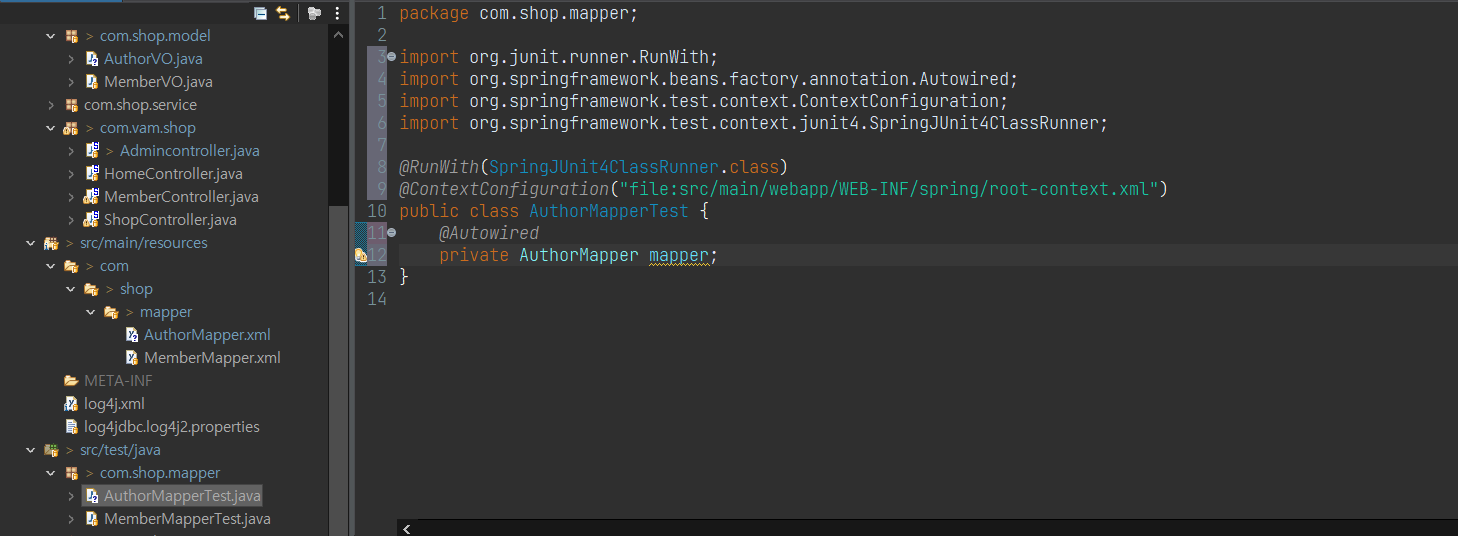 > com.shop.model
AuthorVO.java
MemberVO.java
com.shop.service
> com.vam.shop
> Admincontroller.java
HomeController.java
MemberController.java
ShopController.java
> src/main/resources
> com
> shop
> mapper
AuthorMapper.xml
MemberMapper.xml
META-INF
log4j.xml
log4jdbc.log4j2.properties
> src/test/java
> com.shop.mapper
AuthorMapperTest.java
MemberMapperTest.java
1 package com.shop.mapper;
2
3 import org.junit.runner.RunWith;
4 import org.springframework.beans.factory.annotation.Autowired;
5 import org.springframework.test.context.ContextConfiguration;
6 import org.springframework.test.context.junit4.SpringJUnit4ClassRunner;
7
8 @RunWith(SpringJUnit4ClassRunner.class)
9 @ContextConfiguration("file:src/main/webapp/WEB-INF/spring/root-context.xml")
10 public class AuthorMapperTest {
11 @Autowired
12 private AuthorMapper mapper;
13 }
14